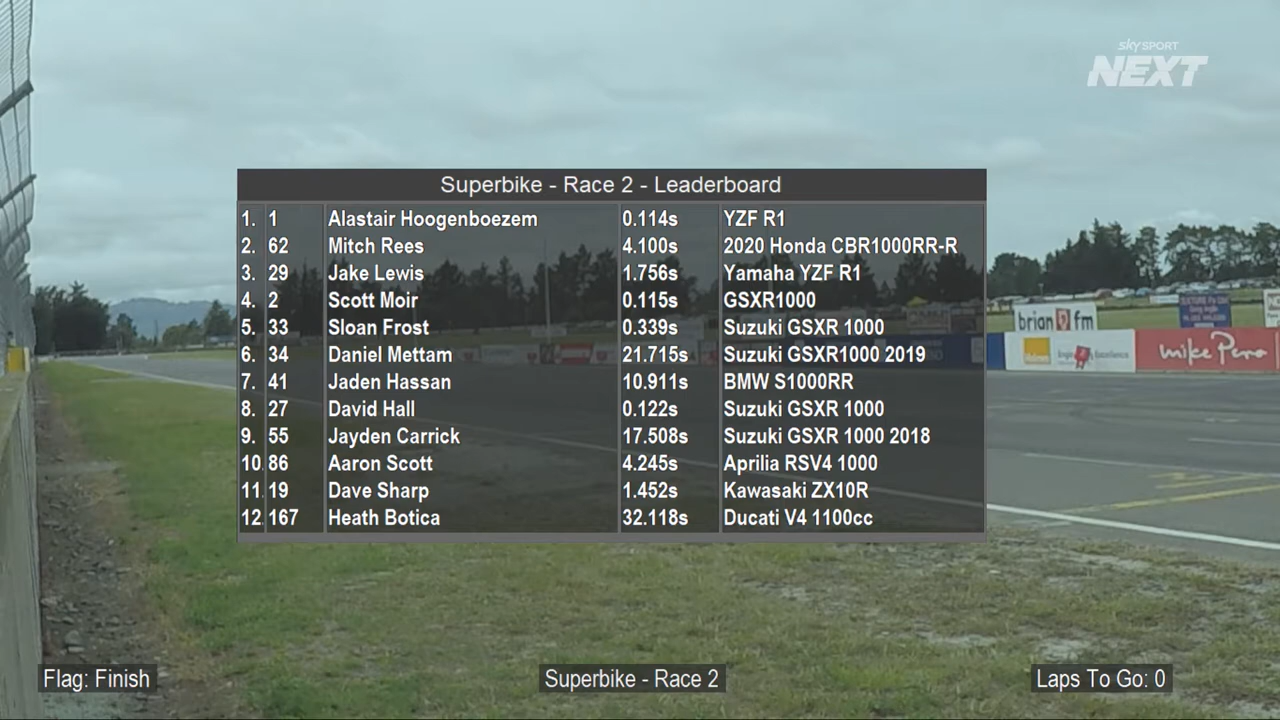 sky SPORT
NEXT
Superbike - Race 2 - Leaderboard
1. 1 Alastair Hoogenboezem 0.114s YZF R1
2. 62 Mitch Rees 4.100s 2020 Honda CBR1000RR-R
3. 29 Jake Lewis 1.756s Yamaha YZF R1
4. 2 Scott Moir 0.115s GSXR1000
5. 33 Sloan Frost 0.339s Suzuki GSXR 1000
6. 34 Daniel Mettam 21.715s Suzuki GSXR1000 2019
7. 41 Jaden Hassan 10.911s BMW S1000RR
8. 27 David Hall 0.122s Suzuki GSXR 1000
9. 55 Jayden Carrick 17.508s Suzuki GSXR 1000 2018
10. 86 Aaron Scott 4.245s Aprilia RSV4 1000
11. 19 Dave Sharp 1.452s Kawasaki ZX10R
12. 167 Heath Botica 32.118s Ducati V4 1100cc
brian fm
mike Pero
Flag: Finish
Superbike - Race 2
Laps To Go: 0